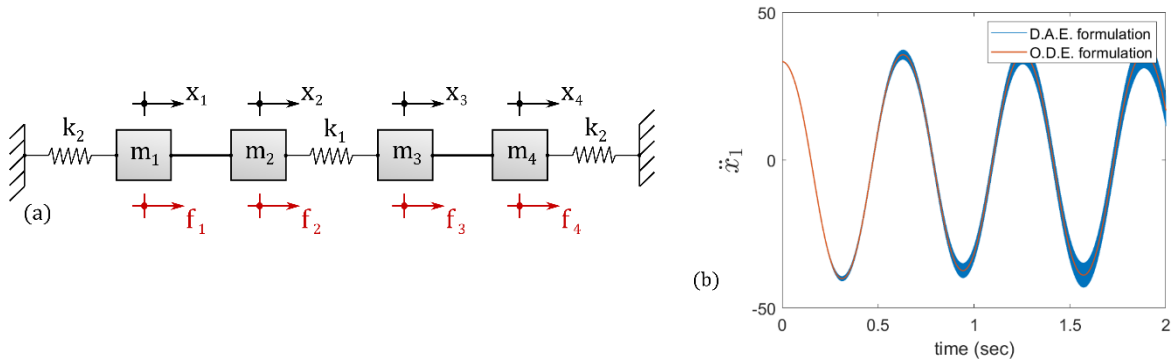 x₁ x₂ x₃ x₄
k₂ k₁ k₂
m₁ m₂ m₃ m₄
f₁ f₂ f₃ f₄
(a)
50
0
-50
ẍ₁
D.A.E. formulation
O.D.E. formulation
0 0.5 1 1.5 2
time (sec)
(b)